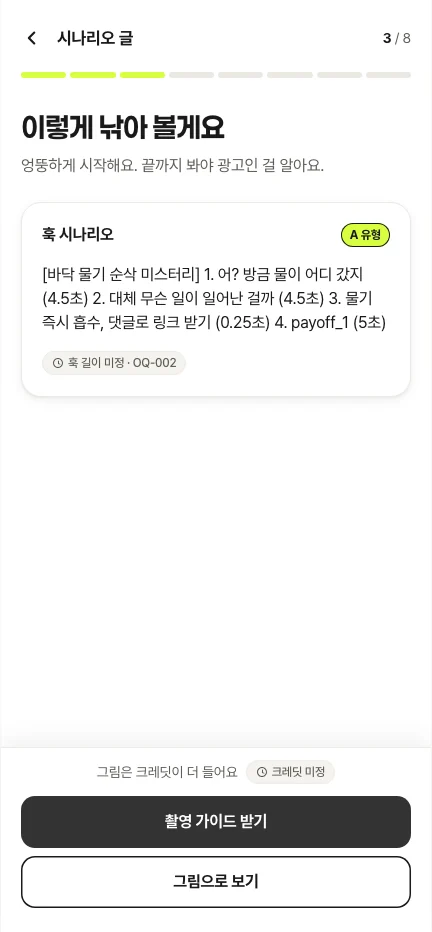 시나리오 글
3 / 8
이렇게 낚아 볼게요
엉뚱하게 시작해요. 끝까지 봐야 광고인 걸 알아요.
훅 시나리오
A 유형
[바닥 물기 순삭 미스터리] 1. 어? 방금 물이 어디 갔지
(4.5초) 2. 대체 무슨 일이 일어난 걸까 (4.5초) 3. 물기
즉시 흡수, 댓글로 링크 받기 (0.25초) 4. payoff_1 (5초)
훅 길이 미정 · OQ-002
그림은 크레딧이 더 들어요
크레딧 미정
촬영 가이드 받기
그림으로 보기